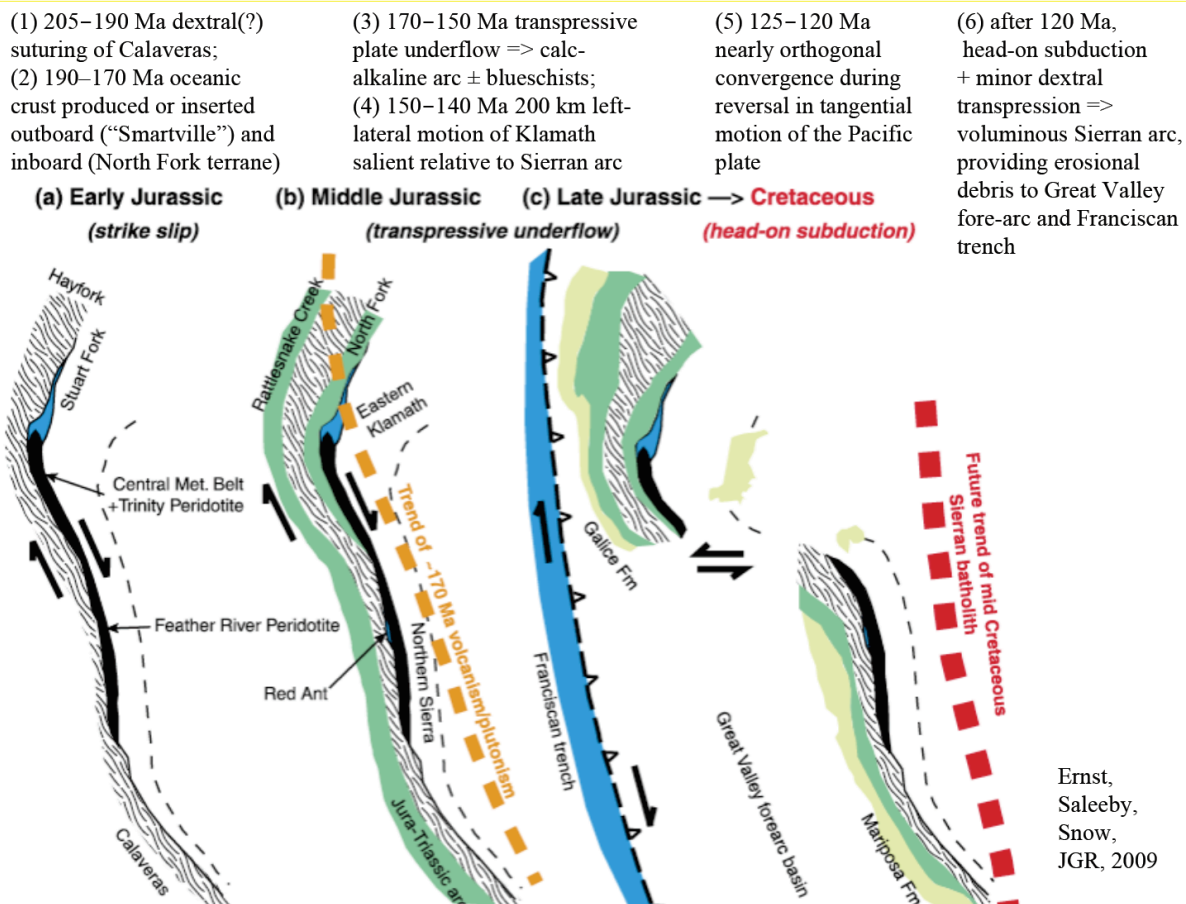 (1) 205–190 Ma dextral(?)
suturing of Calaveras;
(2) 190–170 Ma oceanic
crust produced or inserted
outboard (“Smartville”) and
inboard (North Fork terrane)
(3) 170–150 Ma transpressive
plate underflow => calc-
alkaline arc ± blueschists;
(4) 150–140 Ma 200 km left-
lateral motion of Klamath
salient relative to Sierran arc
(5) 125–120 Ma
nearly orthogonal
convergence during
reversal in tangential
motion of the Pacific
plate
(6) after 120 Ma,
head-on subduction
+ minor dextral
transpression =>
voluminous Sierran arc,
providing erosional
debris to Great Valley
fore-arc and Franciscan
trench
(a) Early Jurassic
(strike slip)
(b) Middle Jurassic
(transpressive underflow)
(c) Late Jurassic —> Cretaceous
(head-on subduction)
Hayfork
Stuart Fork
Central Met. Belt
+Trinity Peridotite
Feather River Peridotite
Calaveras
Rattlesnake Creek
North Fork
Eastern
Klamath
Trend of ~170 Ma volcanism/plutonism
Northern Sierra
Red Ant
Jura-Triassic arc
Galice Fm
Franciscan trench
Great Valley forearc basin
Mariposa Fm
Future trend of mid Cretaceous
Sierran batholith
Ernst,
Saleeby,
Snow,
JGR, 2009